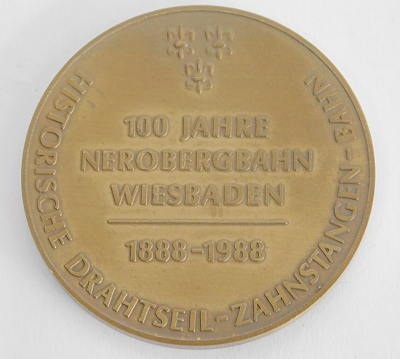 100 JAHRE
NEROBERGBAHN
WIESBADEN
1888-1988
HISTORISCHE DRAHTSEIL-ZAHNSTANGEN-BAHN